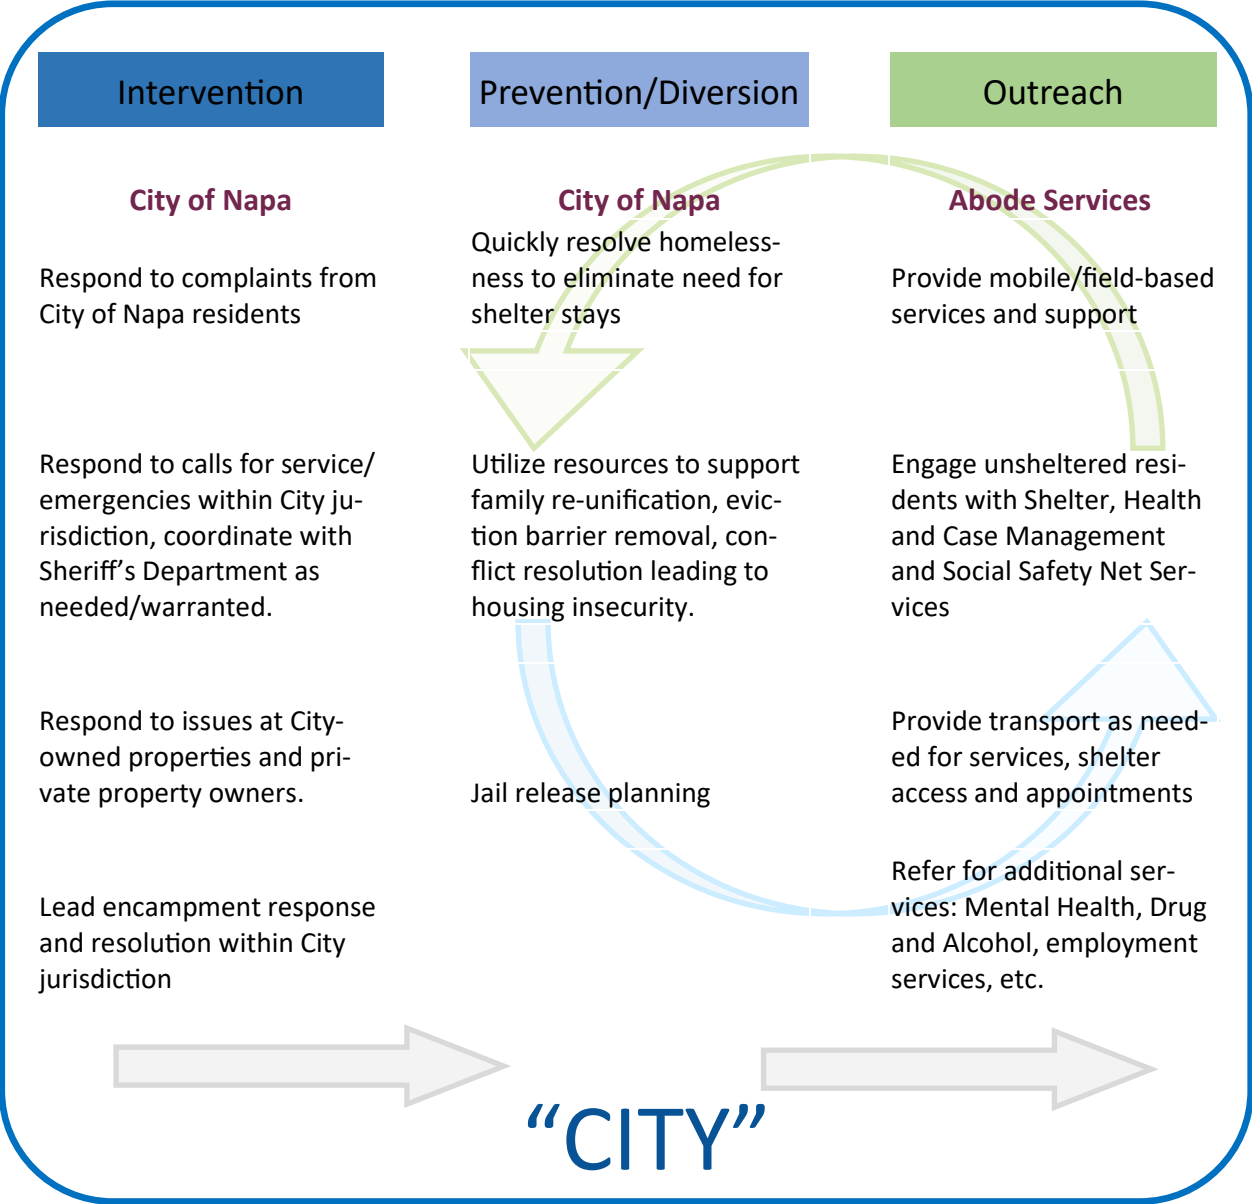 Intervention
City of Napa
Respond to complaints from
City of Napa residents
Respond to calls for service/
emergencies within City ju-
risdiction, coordinate with
Sheriff’s Department as
needed/warranted.
Respond to issues at City-
owned properties and pri-
vate property owners.
Lead encampment response
and resolution within City
jurisdiction
Prevention/Diversion
City of Napa
Quickly resolve homeless-
ness to eliminate need for
shelter stays
Utilize resources to support
family re-unification, evic-
tion barrier removal, con-
flict resolution leading to
housing insecurity.
Jail release planning
Outreach
Abode Services
Provide mobile/field-based
services and support
Engage unsheltered resi-
dents with Shelter, Health
and Case Management
and Social Safety Net Ser-
vices
Provide transport as need-
ed for services, shelter
access and appointments
Refer for additional ser-
vices: Mental Health, Drug
and Alcohol, employment
services, etc.
“CITY”